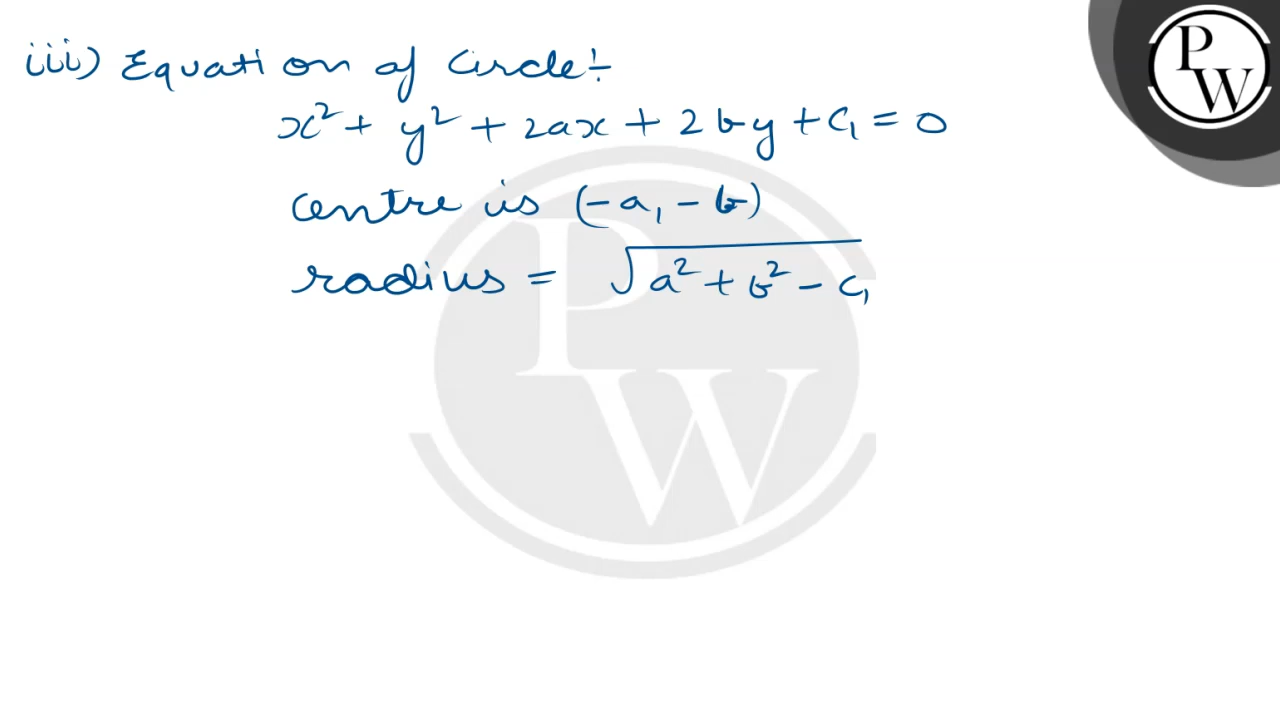 iii) Equation of Circle:-
x² + y² + 2ax + 2by + C₁ = 0
centre is (-a, -b)
radius = √(a² + b² - C₁)
P
W
P
W